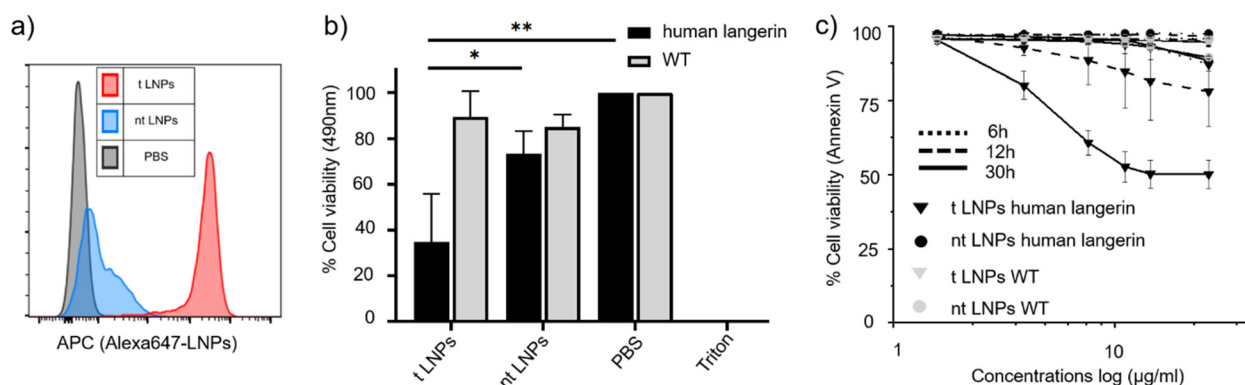 a)
t LNPs
nt LNPs
PBS
APC (Alexa647-LNPs)
b)
**
*
human langerin
WT
% Cell viability (490nm)
100
80
60
40
20
0
t LNPs
nt LNPs
PBS
Triton
c)
% Cell viability (Annexin V)
100
75
50
25
0
6h
12h
30h
t LNPs human langerin
nt LNPs human langerin
t LNPs WT
nt LNPs WT
1
10
Concentrations log (µg/ml)